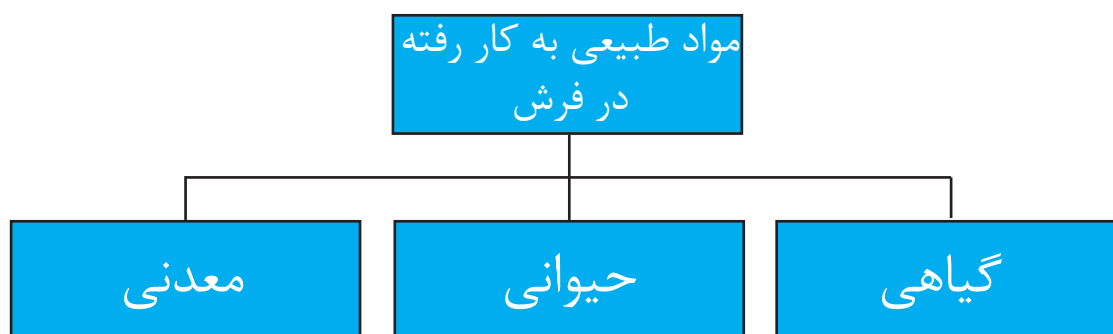 مواد طبیعی به کار رفته
در فرش
گیاهی
حیوانی
معدنی